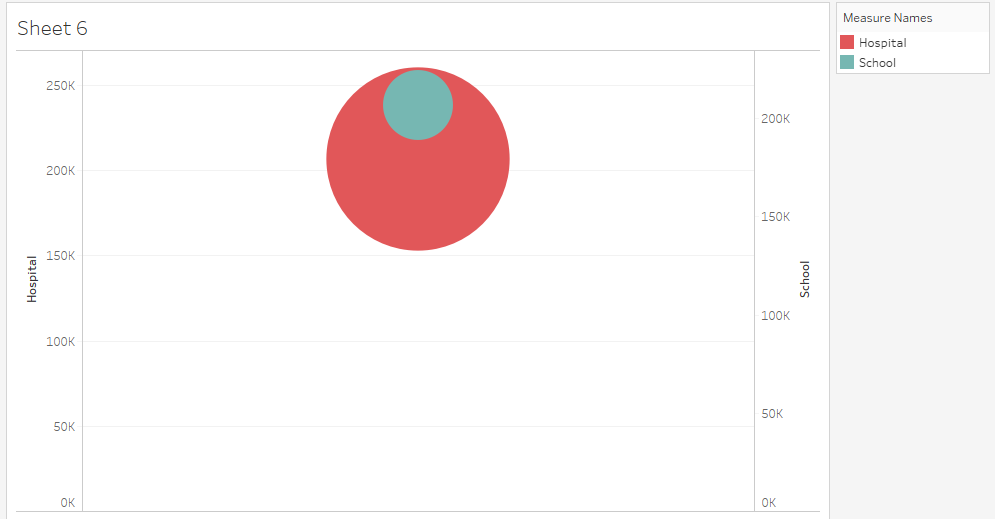 Sheet 6
Measure Names
Hospital
School
250K
200K
150K
100K
50K
0K
Hospital
200K
150K
100K
50K
0K
School